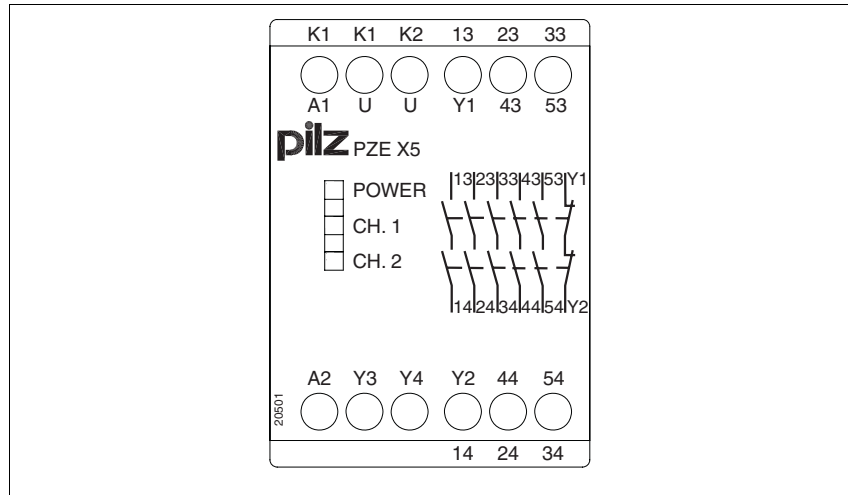 K1 K1 K2 13 23 33
A1 U U Y1 43 53
pilz PZE X5
13 23 33 43 53 Y1
POWER
CH. 1
CH. 2
14 24 34 44 54 Y2
A2 Y3 Y4 Y2 44 54
20501
14 24 34